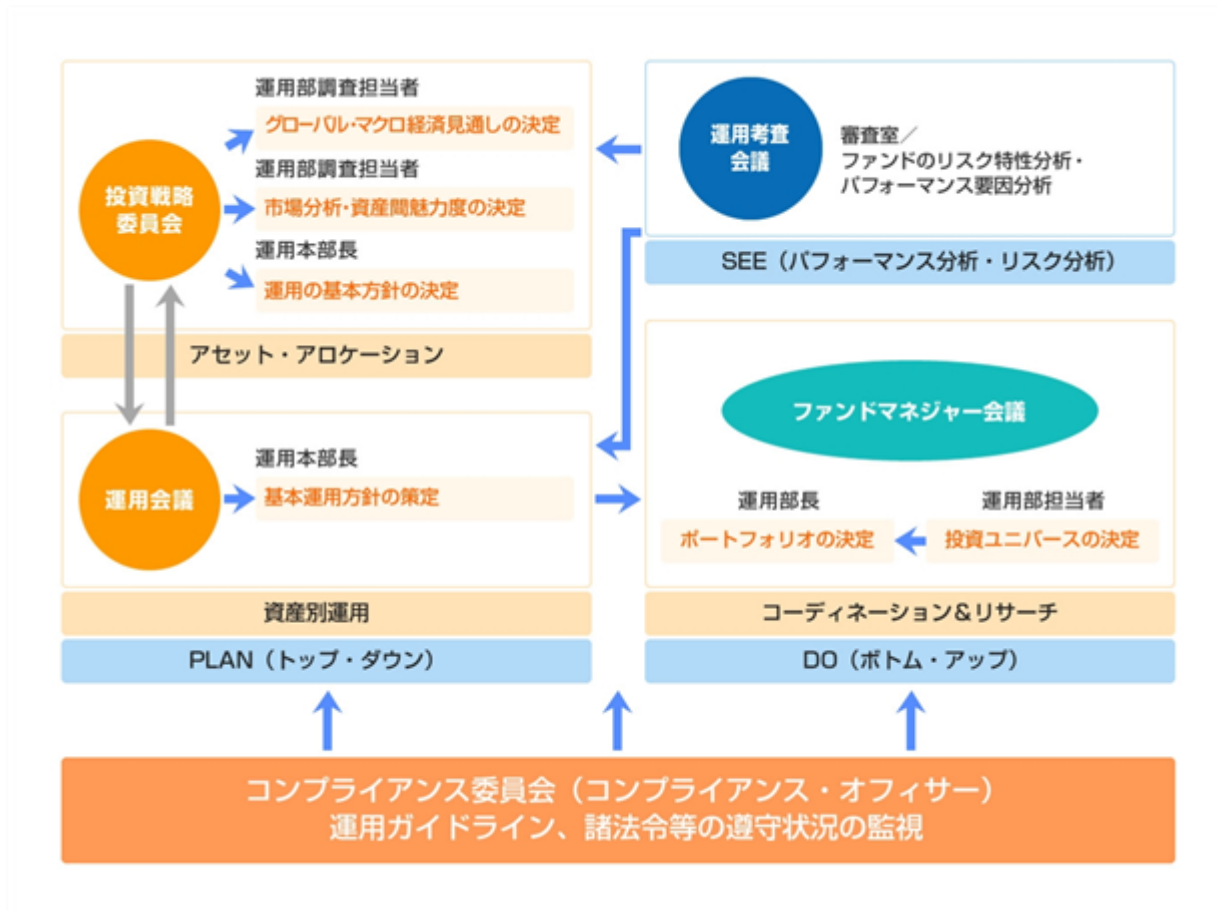 運用部調査担当者
グローバル・マクロ経済見通しの決定
投資戦略
委員会
運用部調査担当者
市場分析・資産間魅力度の決定
運用本部長
運用の基本方針の決定
アセット・アロケーション
運用会議
運用本部長
基本運用方針の策定
資産別運用
PLAN（トップ・ダウン）
運用考査
会議
審査室／
ファンドのリスク特性分析・
パフォーマンス要因分析
SEE（パフォーマンス分析・リスク分析）
ファンドマネジャー会議
運用部長
ポートフォリオの決定
運用部担当者
投資ユニバースの決定
コーディネーション＆リサーチ
DO（ボトム・アップ）
コンプライアンス委員会（コンプライアンス・オフィサー）
運用ガイドライン、諸法令等の遵守状況の監視